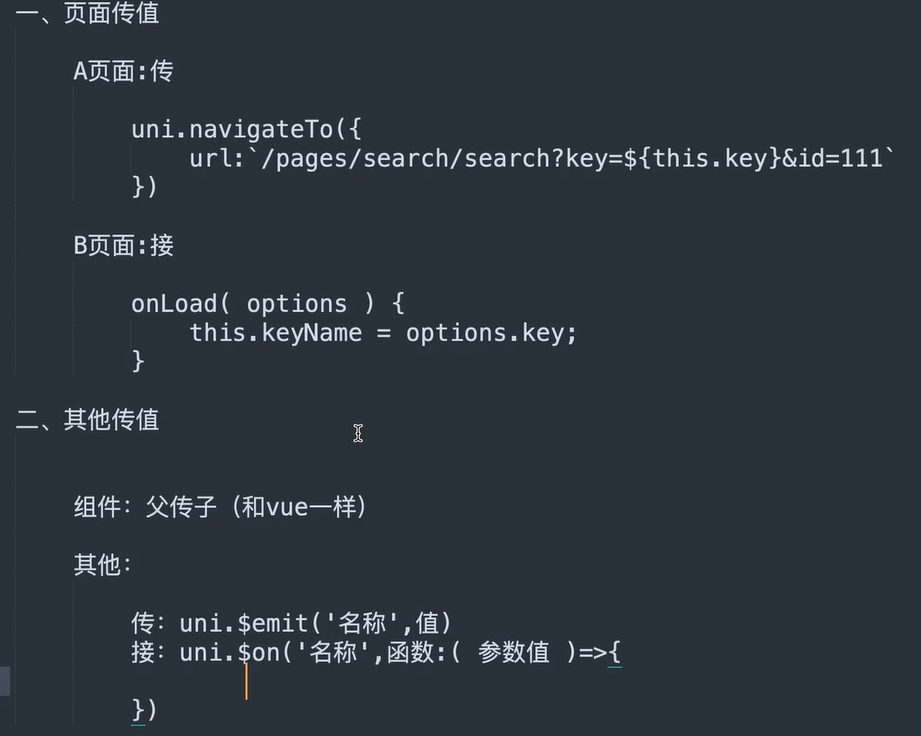 一、页面传值
A页面:传
uni.navigateTo({
url:`/pages/search/search?key=${this.key}&id=111`
})
B页面:接
onLoad( options ) {
this.keyName = options.key;
}
二、其他传值
组件：父传子（和vue一样）
其他：
传：uni.$emit('名称',值)
接：uni.$on('名称',函数:( 参数值 )=>{
})